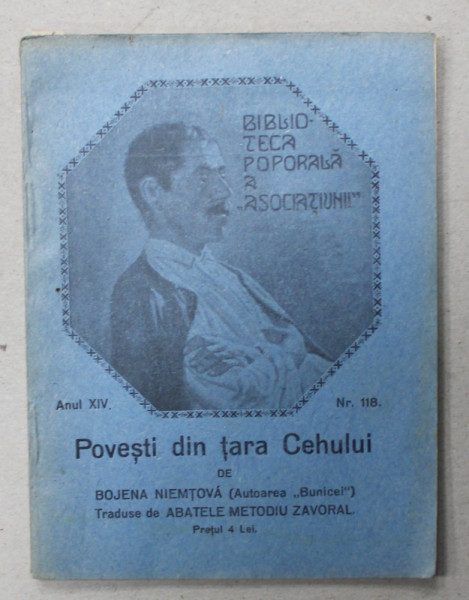 BIBLIO-
TECA
POPORALĂ
A
„ASOCIAŢIUNII”
Anul XIV.
Nr. 118.
Povești din ţara Cehului
DE
BOJENA NIEMŢOVÁ (Autoarea „Bunicei”)
Traduse de ABATELE METODIU ZAVORAL.
Preţul 4 Lei.